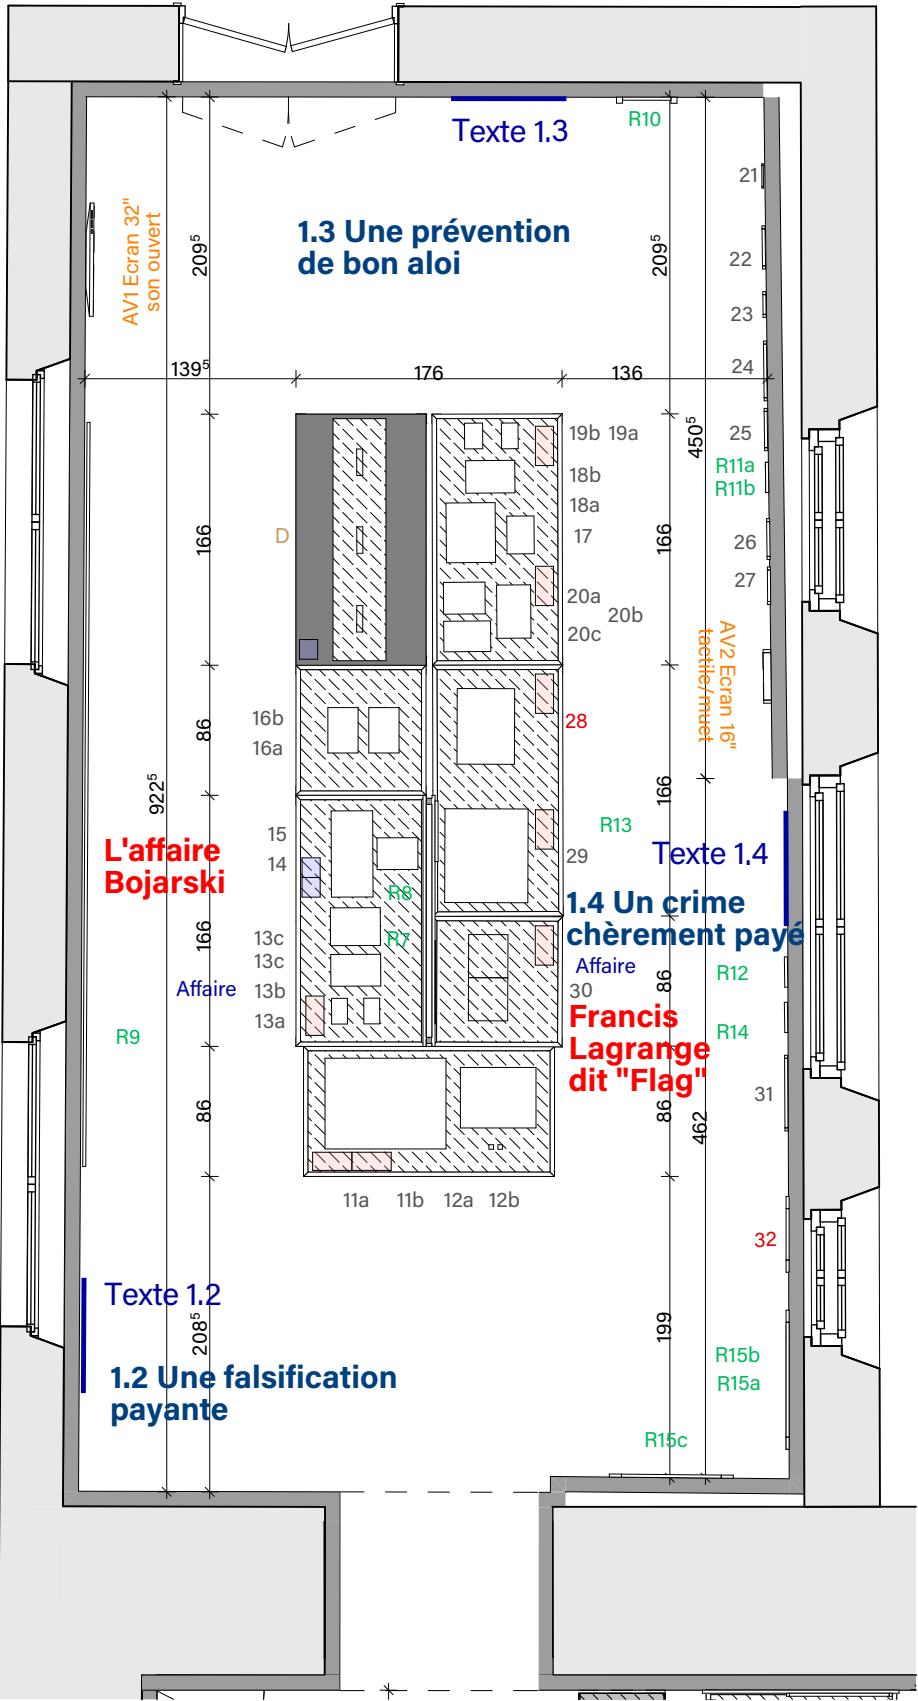 Texte 1.3
R10
21
AV1 Ecran 32"
son ouvert
209⁵
1.3 Une prévention
de bon aloi
209⁵
22
23
24
139⁵
176
136
450⁵
19b 19a
25
18b
R11a
R11b
18a
166
D
17
166
26
27
20a
20b
20c
AV2 Ecran 16"
tactile/muet
16b
16a
86
28
922⁵
166
15
14
L'affaire
Bojarski
R8
R13
Texte 1.4
29
1.4 Un crime
chèrement payé
166
13c
R7
13c
Affaire
86
R12
Affaire
13b
13a
30
R9
Francis
Lagrange
dit "Flag"
R14
86
86
462
31
11a
11b
12a
12b
32
Texte 1.2
208⁵
199
1.2 Une falsification
payante
R15b
R15a
R15c